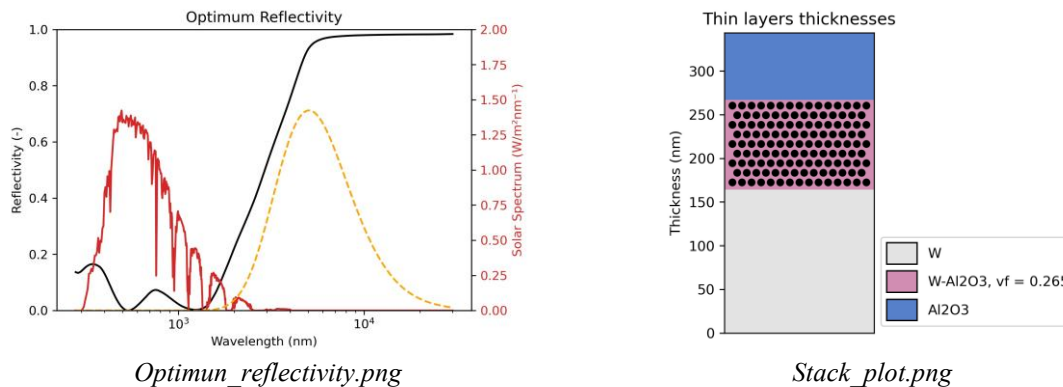 Optimum Reflectivity
1.0
0.8
0.6
0.4
0.2
0.0
Reflectivity (-)
10³
10⁴
Wavelength (nm)
2.00
1.75
1.50
1.25
1.00
0.75
0.50
0.25
0.00
Solar Spectrum (W/m²nm⁻¹)
Optimun_reflectivity.png
Thin layers thicknesses
300
250
200
150
100
50
0
Thickness (nm)
W
W-Al2O3, vf = 0.265
Al2O3
Stack_plot.png